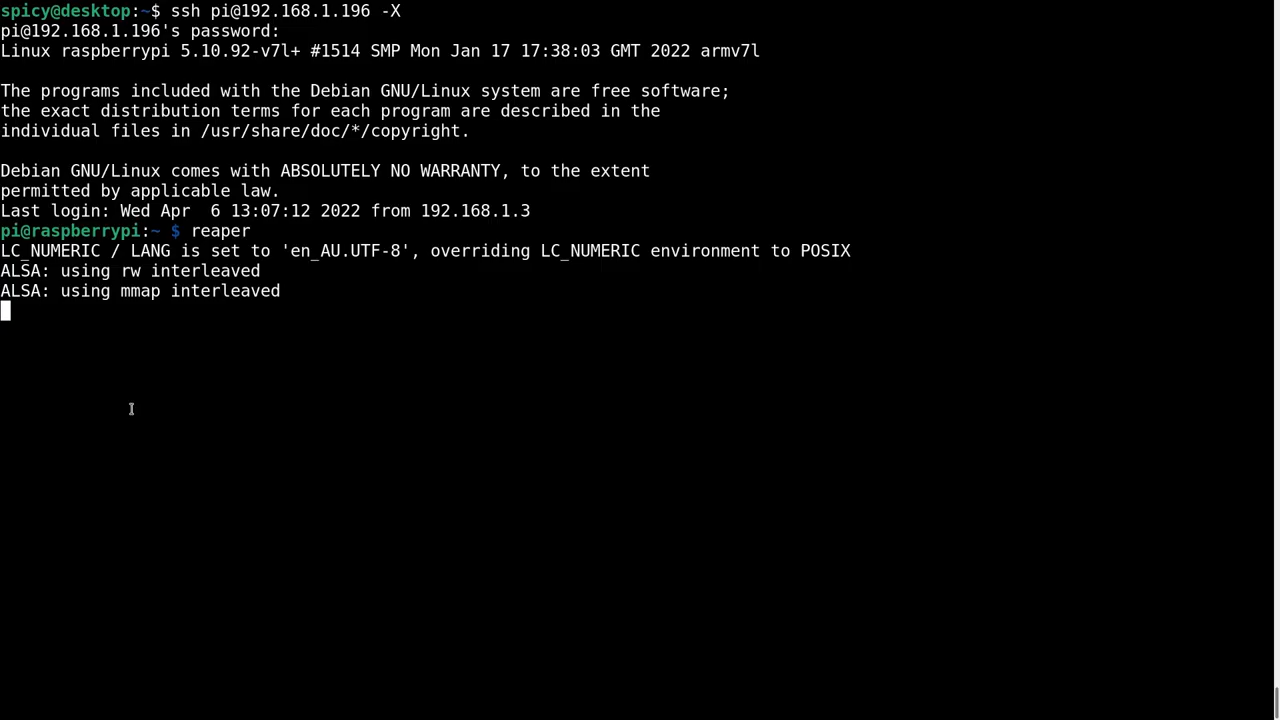 spicy@desktop:~$ ssh pi@192.168.1.196 -X
pi@192.168.1.196's password:
Linux raspberrypi 5.10.92-v7l+ #1514 SMP Mon Jan 17 17:38:03 GMT 2022 armv7l
The programs included with the Debian GNU/Linux system are free software;
the exact distribution terms for each program are described in the
individual files in /usr/share/doc/*/copyright.
Debian GNU/Linux comes with ABSOLUTELY NO WARRANTY, to the extent
permitted by applicable law.
Last login: Wed Apr  6 13:07:12 2022 from 192.168.1.3
pi@raspberrypi:~ $ reaper
LC_NUMERIC / LANG is set to 'en_AU.UTF-8', overriding LC_NUMERIC environment to POSIX
ALSA: using rw interleaved
ALSA: using mmap interleaved